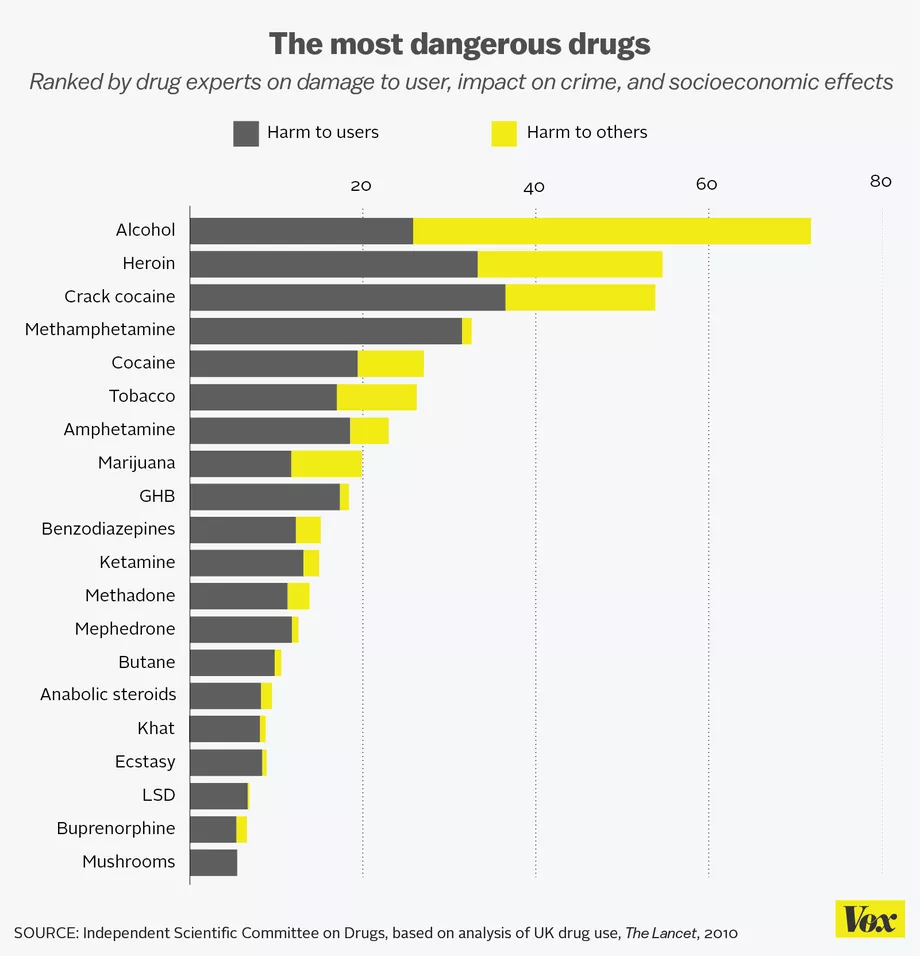 The most dangerous drugs
Ranked by drug experts on damage to user, impact on crime, and socioeconomic effects
Harm to users
Harm to others
20 40 60 80
Alcohol
Heroin
Crack cocaine
Methamphetamine
Cocaine
Tobacco
Amphetamine
Marijuana
GHB
Benzodiazepines
Ketamine
Methadone
Mephedrone
Butane
Anabolic steroids
Khat
Ecstasy
LSD
Buprenorphine
Mushrooms
Vox
SOURCE: Independent Scientific Committee on Drugs, based on analysis of UK drug use, The Lancet, 2010